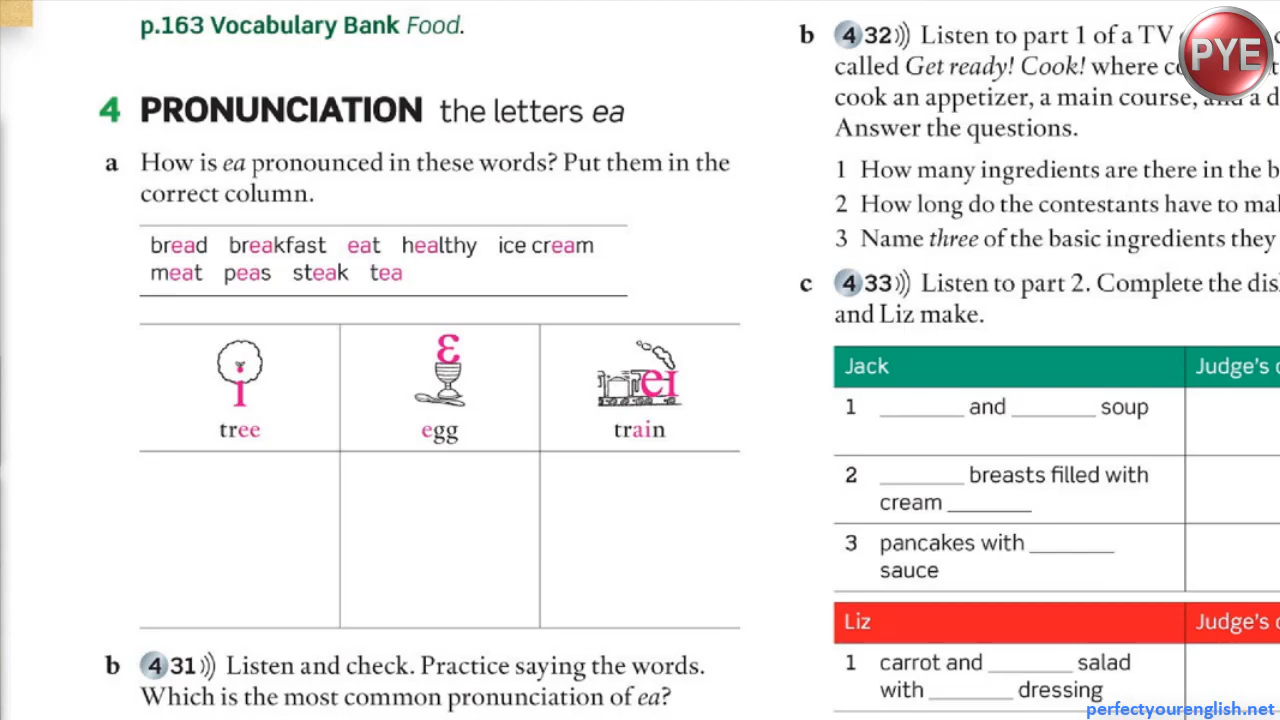 p.163 Vocabulary Bank Food.
4 PRONUNCIATION the letters ea
a How is ea pronounced in these words? Put them in the
correct column.
bread breakfast eat healthy ice cream
meat peas steak tea
i ɛ eɪ
tree egg train
b 4 31))) Listen and check. Practice saying the words.
Which is the most common pronunciation of ea?
b 4 32))) Listen to part 1 of a TV
called Get ready! Cook! where
cook an appetizer, a main course, and a
Answer the questions.
1 How many ingredients are there in the
2 How long do the contestants have to
3 Name three of the basic ingredients they
c 4 33))) Listen to part 2. Complete the
and Liz make.
Jack Judge's
1 ________ and ________ soup
2 ________ breasts filled with
cream ________
3 pancakes with ________
sauce
Liz Judge's
1 carrot and ________ salad
with ________ dressing
PYE
perfectyourenglish.net